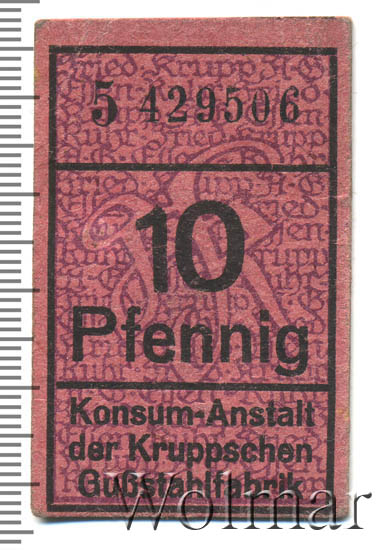 5 429506
10
Pfennig
Konsum-Anstalt
der Kruppschen
Gußstahlfabrik
Wolmar